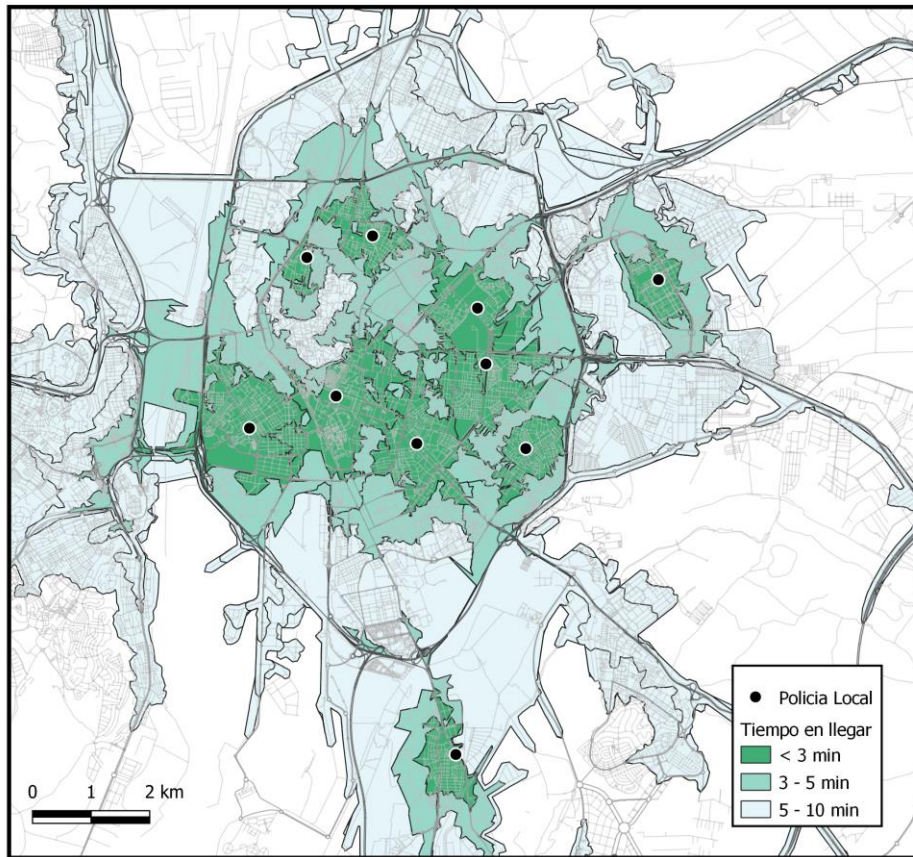 Policia Local
Tiempo en llegar
< 3 min
3 - 5 min
5 - 10 min
0 1 2 km